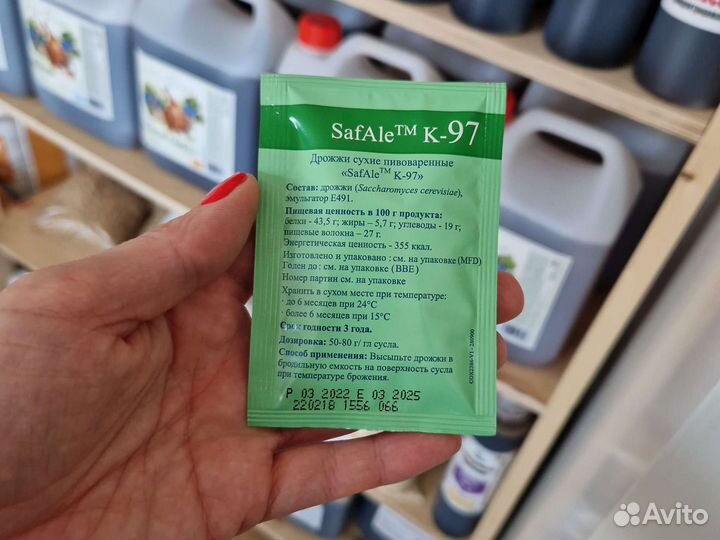 SafAle™ K-97
Дрожжи сухие пивоваренные
«SafAle™ K-97»
Состав: дрожжи (Saccharomyces cerevisiae),
эмульгатор Е491.
Пищевая ценность в 100 г продукта:
белки - 43,5 г; жиры – 5,7 г; углеводы - 19 г;
пищевые волокна – 27 г.
Энергетическая ценность - 355 ккал.
Изготовлено и упаковано : см. на упаковке (MFD)
Годен до : см. на упаковке (BBE)
Номер партии см. на упаковке
Хранить в сухом месте при температуре:
· до 6 месяцев при 24°C
· более 6 месяцев при 15°C
Срок годности 3 года.
Дозировка: 50-80 г/ гл сусла.
Способ применения: Высыпьте дрожжи в
бродильную емкость на поверхность сусла
при температуре брожения.
P 03 2022 E 03 2025
220218 1556 066
Avito